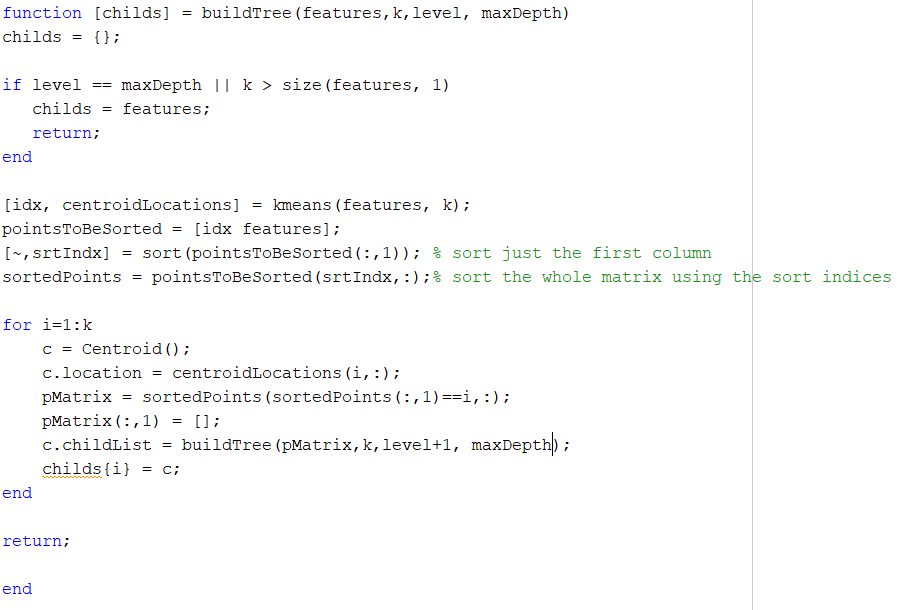 function [childs] = buildTree(features,k,level, maxDepth)
childs = {};
if level == maxDepth || k > size(features, 1)
childs = features;
return;
end
[idx, centroidLocations] = kmeans(features, k);
pointsToBeSorted = [idx features];
[~,srtIndx] = sort(pointsToBeSorted(:,1)); % sort just the first column
sortedPoints = pointsToBeSorted(srtIndx,:);% sort the whole matrix using the sort indices
for i=1:k
c = Centroid();
c.location = centroidLocations(i,:);
pMatrix = sortedPoints(sortedPoints(:,1)==i,:);
pMatrix(:,1) = [];
c.childList = buildTree(pMatrix,k,level+1, maxDepth);
childs{i} = c;
end
return;
end